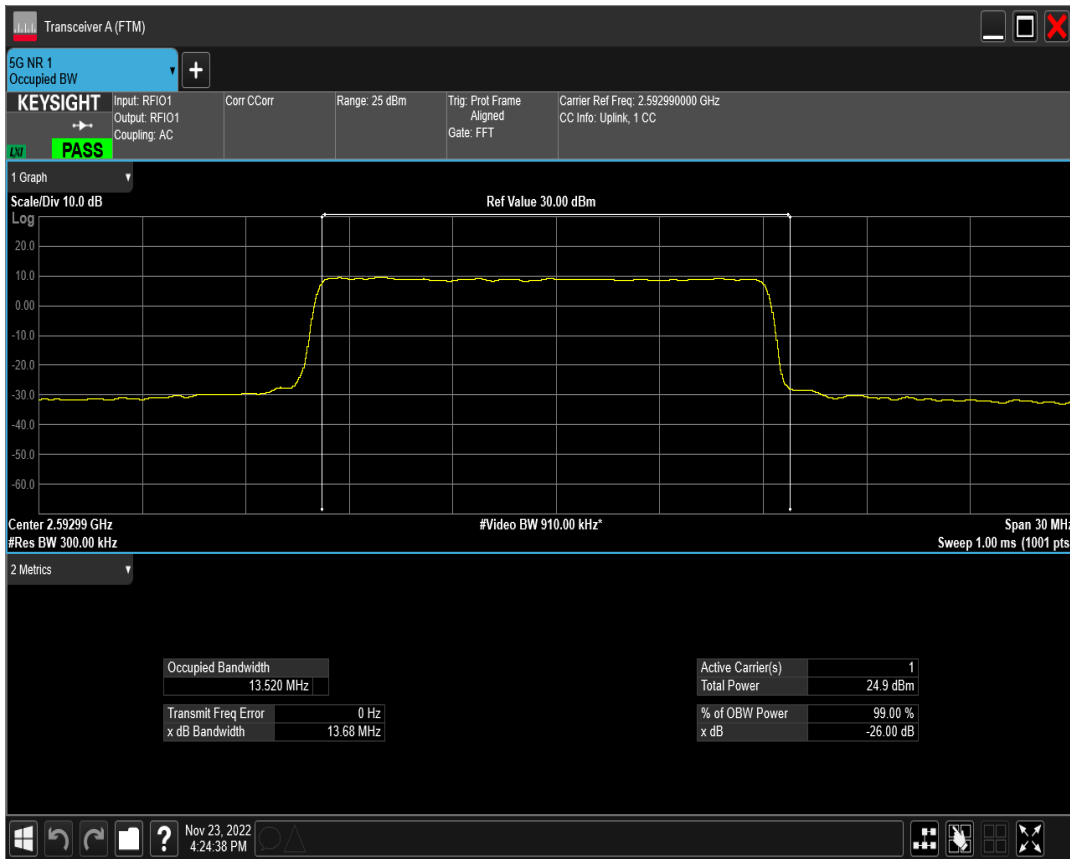 Transceiver A (FTM)
5G NR 1
Occupied BW
+
KEYSIGHT
LXI
PASS
Input: RFIO1
Output: RFIO1
Coupling: AC
Corr CCorr
Range: 25 dBm
Trig: Prot Frame
Aligned
Gate: FFT
Carrier Ref Freq: 2.592990000 GHz
CC Info: Uplink, 1 CC
1 Graph
Scale/Div 10.0 dB
Ref Value 30.00 dBm
Log
20.0
10.0
0.00
-10.0
-20.0
-30.0
-40.0
-50.0
-60.0
Center 2.59299 GHz
#Video BW 910.00 kHz*
Span 30 MHz
#Res BW 300.00 kHz
Sweep 1.00 ms (1001 pts
2 Metrics
Occupied Bandwidth
13.520 MHz
Transmit Freq Error 0 Hz
x dB Bandwidth 13.68 MHz
Active Carrier(s) 1
Total Power 24.9 dBm
% of OBW Power 99.00 %
x dB -26.00 dB
?
Nov 23, 2022
4:24:38 PM